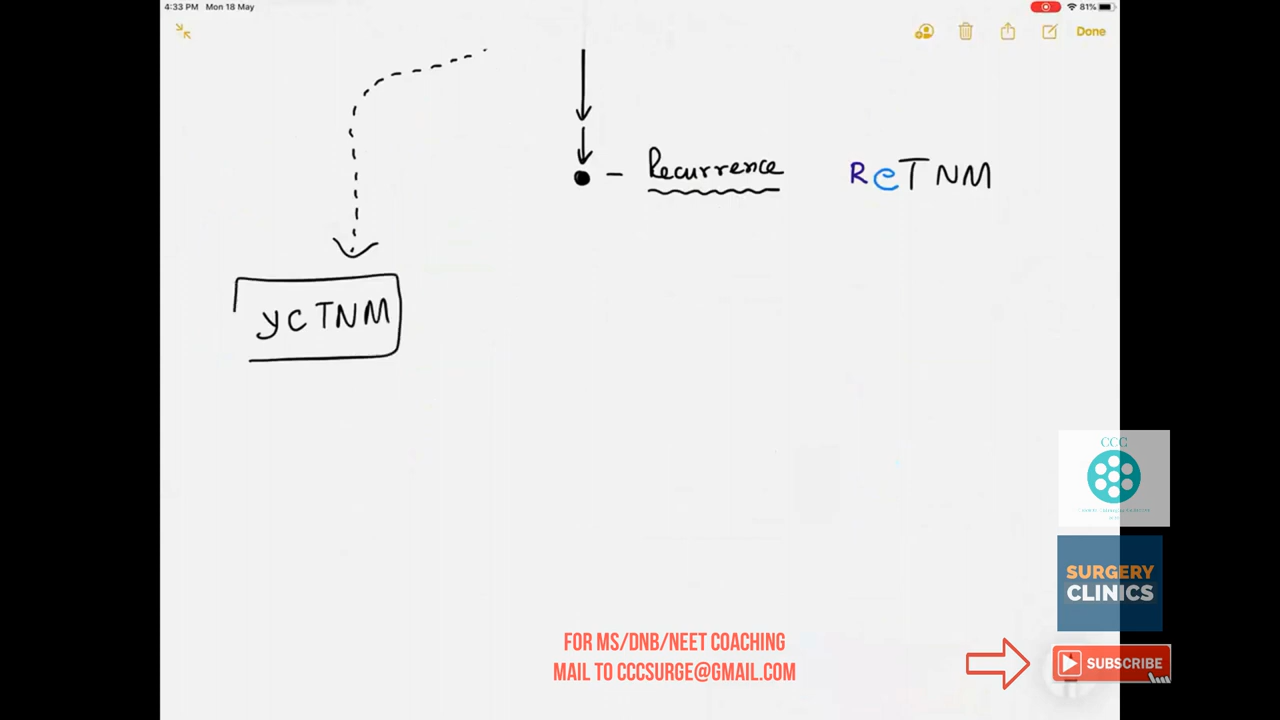 4:33 PM Mon 18 May
81%
Done
– Recurrence ReTNM
yCTNM
CCC
SURGERY
CLINICS
FOR MS/DNB/NEET COACHING
MAIL TO CCCSURGE@GMAIL.COM
SUBSCRIBE